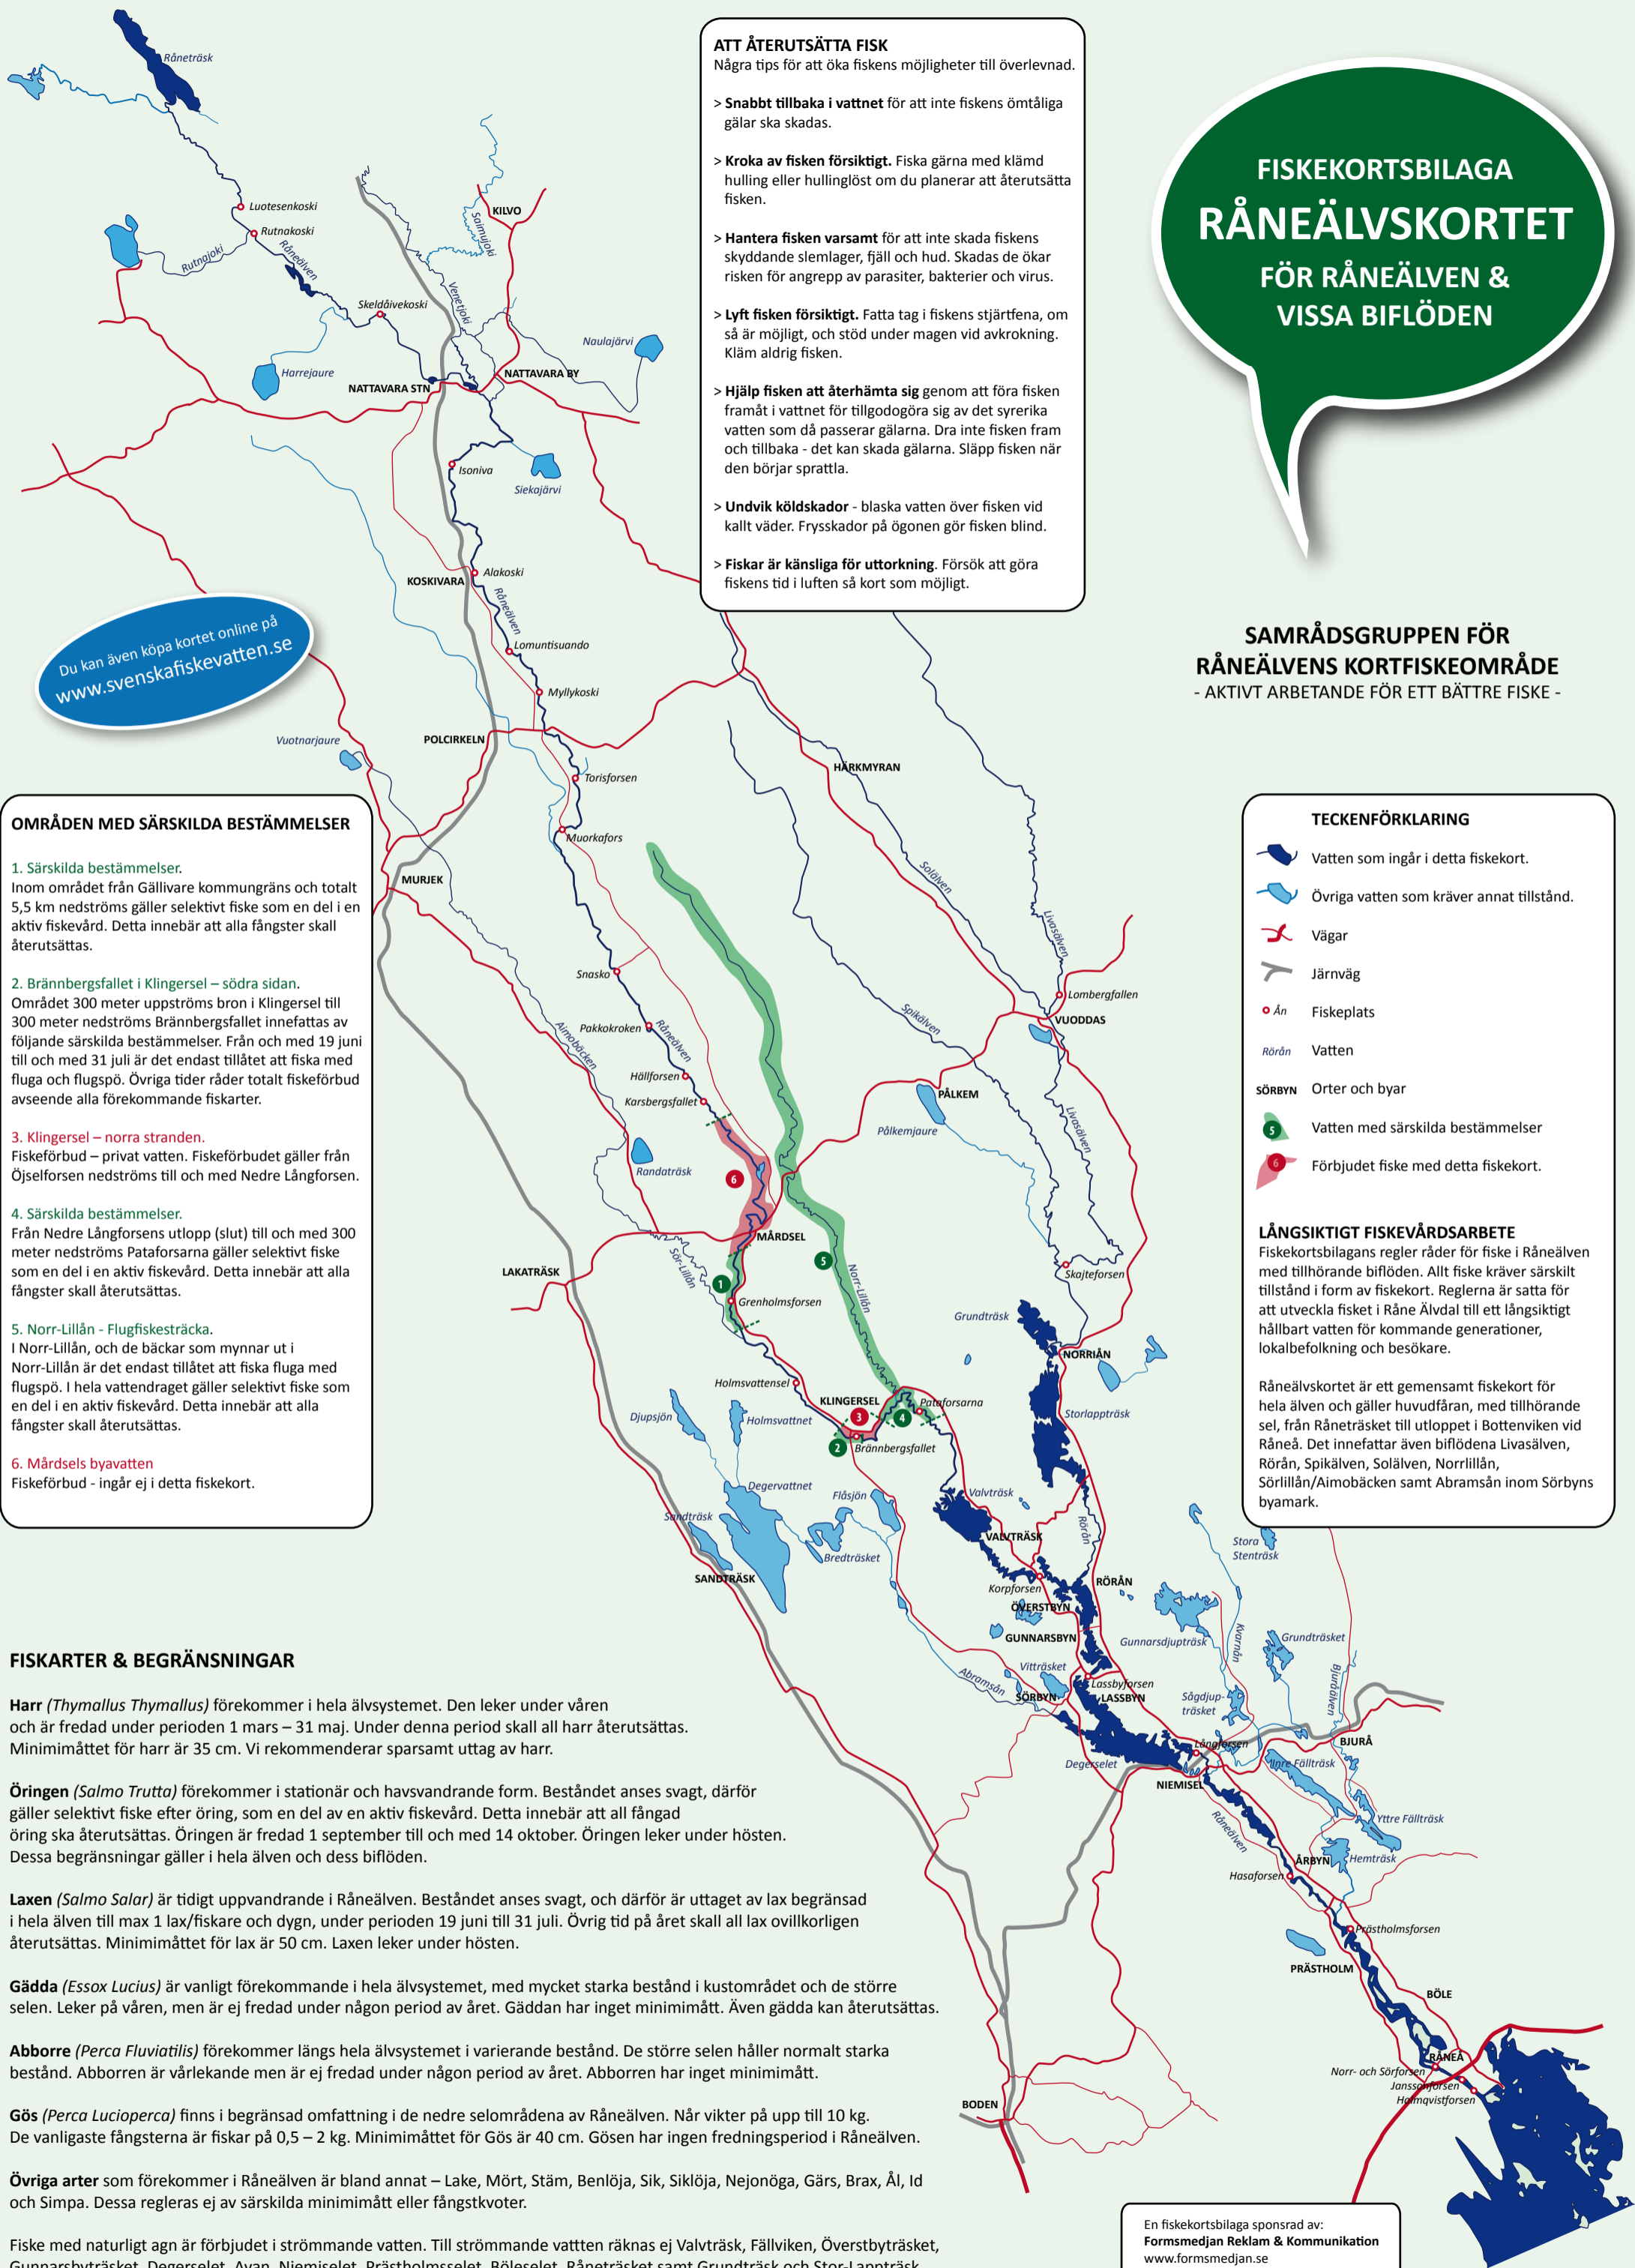 FISKEKORTSBILAGA
RÅNEÄLVSKORTET
FÖR RÅNEÄLVEN &
VISSA BIFLÖDEN
ATT ÅTERUTSÄTTA FISK
Några tips för att öka fiskens möjligheter till överlevnad.
> Snabbt tillbaka i vattnet för att inte fiskens ömtåliga
gälar ska skadas.
> Kroka av fisken försiktigt. Fiska gärna med klämd
hulling eller hullinglöst om du planerar att återutsätta
fisken.
> Hantera fisken varsamt för att inte skada fiskens
skyddande slemlager, fjäll och hud. Skadas de ökar
risken för angrepp av parasiter, bakterier och virus.
> Lyft fisken försiktigt. Fatta tag i fiskens stjärtfena, om
så är möjligt, och stöd under magen vid avkrokning.
Kläm aldrig fisken.
> Hjälp fisken att återhämta sig genom att föra fisken
framåt i vattnet för tillgodogöra sig av det syrerika
vatten som då passerar gälarna. Dra inte fisken fram
och tillbaka - det kan skada gälarna. Släpp fisken när
den börjar sprattla.
> Undvik köldskador - blaska vatten över fisken vid
kallt väder. Frysskador på ögonen gör fisken blind.
> Fiskar är känsliga för uttorkning. Försök att göra
fiskens tid i luften så kort som möjligt.
SAMRÅDSGRUPPEN FÖR
RÅNEÄLVENS KORTFISKEOMRÅDE
- AKTIVT ARBETANDE FÖR ETT BÄTTRE FISKE -
Du kan även köpa kortet online på
www.svenskafiskevatten.se
Råneträsk
Luotesenkoski
Rutnakoski
Rutnajoki
Råneälven
Skeldåivekoski
Harrejaure
Saimujoki
KILVO
Venetjoki
Naulajärvi
NATTAVARA STN
NATTAVARA BY
Isoniva
Siekajärvi
KOSKIVARA
Alakoski
Råneälven
Lomuntisuando
Myllykoski
Vuotnarjaure
POLCIRKELN
Torisforsen
HÄRKMYRAN
Muorkafors
MURJEK
Solälven
Livasälven
Snasko
Lombergfallen
Pakkokroken
Råneälven
Aimobäcken
Spikälven
VUODDAS
Hällforsen
Karsbergsfallet
PÅLKEM
Pålkemjaure
Livasälven
Randaträsk
6
MÅRDSEL
Sör-Lillån
LAKATRÄSK
1
Grenholmsforsen
5
Norr-Lillån
Skajteforsen
Grundträsk
NORRIÅN
Holmsvattensel
KLINGERSEL
Pataforsarna
3
4
2
Brännbergsfallet
Storlappträsk
Djupsjön
Holmsvattnet
Degervattnet
Flåsjön
Valvträsk
Sandträsk
VALVTRÄSK
Rörån
Bredträsket
SANDTRÄSK
Korpforsen
RÖRÅN
ÖVERSTBYN
GUNNARSBYN
Stora
Stenträsk
Gunnarsdjupträsk
Kvarnån
Grundträsket
Vitträsket
Lassbyforsen
Abramsån
SÖRBYN
LASSBYN
Sågdjup-
träsket
Bjurälven
Långforsen
BJURÅ
Degerselet
Inre Fällträsk
NIEMISEL
Yttre Fällträsk
Råneälven
ÅRBYN
Hemträsk
Hasaforsen
Prästholmsforsen
PRÄSTHOLM
BÖLE
RÅNEÅ
Norr- och Sörforsen
Janssonforsen
Holmqvistforsen
BODEN
OMRÅDEN MED SÄRSKILDA BESTÄMMELSER
1. Särskilda bestämmelser.
Inom området från Gällivare kommungräns och totalt
5,5 km nedströms gäller selektivt fiske som en del i en
aktiv fiskevård. Detta innebär att alla fångster skall
återutsättas.
2. Brännbergsfallet i Klingersel – södra sidan.
Området 300 meter uppströms bron i Klingersel till
300 meter nedströms Brännbergsfallet innefattas av
följande särskilda bestämmelser. Från och med 19 juni
till och med 31 juli är det endast tillåtet att fiska med
fluga och flugspö. Övriga tider råder totalt fiskeförbud
avseende alla förekommande fiskarter.
3. Klingersel – norra stranden.
Fiskeförbud – privat vatten. Fiskeförbudet gäller från
Öjselforsen nedströms till och med Nedre Långforsen.
4. Särskilda bestämmelser.
Från Nedre Långforsens utlopp (slut) till och med 300
meter nedströms Pataforsarna gäller selektivt fiske
som en del i en aktiv fiskevård. Detta innebär att alla
fångster skall återutsättas.
5. Norr-Lillån - Flugfiskesträcka.
I Norr-Lillån, och de bäckar som mynnar ut i
Norr-Lillån är det endast tillåtet att fiska fluga med
flugspö. I hela vattendraget gäller selektivt fiske som
en del i en aktiv fiskevård. Detta innebär att alla
fångster skall återutsättas.
6. Mårdsels byavatten
Fiskeförbud - ingår ej i detta fiskekort.
TECKENFÖRKLARING
Vatten som ingår i detta fiskekort.
Övriga vatten som kräver annat tillstånd.
Vägar
Järnväg
Ån Fiskeplats
Rörån Vatten
SÖRBYN Orter och byar
5 Vatten med särskilda bestämmelser
6 Förbjudet fiske med detta fiskekort.
LÅNGSIKTIGT FISKEVÅRDSARBETE
Fiskekortsbilagans regler råder för fiske i Råneälven
med tillhörande biflöden. Allt fiske kräver särskilt
tillstånd i form av fiskekort. Reglerna är satta för
att utveckla fisket i Råne Älvdal till ett långsiktigt
hållbart vatten för kommande generationer,
lokalbefolkning och besökare.
Råneälvskortet är ett gemensamt fiskekort för
hela älven och gäller huvudfåran, med tillhörande
sel, från Råneträsket till utloppet i Bottenviken vid
Råneå. Det innefattar även biflödena Livasälven,
Rörån, Spikälven, Solälven, Norrlillån,
Sörlillån/Aimobäcken samt Abramsån inom Sörbyns
byamark.
FISKARTER & BEGRÄNSNINGAR
Harr (Thymallus Thymallus) förekommer i hela älvsystemet. Den leker under våren
och är fredad under perioden 1 mars – 31 maj. Under denna period skall all harr återutsättas.
Minimimåttet för harr är 35 cm. Vi rekommenderar sparsamt uttag av harr.
Öringen (Salmo Trutta) förekommer i stationär och havsvandrande form. Beståndet anses svagt, därför
gäller selektivt fiske efter öring, som en del av en aktiv fiskevård. Detta innebär att all fångad
öring ska återutsättas. Öringen är fredad 1 september till och med 14 oktober. Öringen leker under hösten.
Dessa begränsningar gäller i hela älven och dess biflöden.
Laxen (Salmo Salar) är tidigt uppvandrande i Råneälven. Beståndet anses svagt, och därför är uttaget av lax begränsad
i hela älven till max 1 lax/fiskare och dygn, under perioden 19 juni till 31 juli. Övrig tid på året skall all lax ovillkorligen
återutsättas. Minimimåttet för lax är 50 cm. Laxen leker under hösten.
Gädda (Essox Lucius) är vanligt förekommande i hela älvsystemet, med mycket starka bestånd i kustområdet och de större
selen. Leker på våren, men är ej fredad under någon period av året. Gäddan har inget minimimått. Även gädda kan återutsättas.
Abborre (Perca Fluviatilis) förekommer längs hela älvsystemet i varierande bestånd. De större selen håller normalt starka
bestånd. Abborren är vårlekande men är ej fredad under någon period av året. Abborren har inget minimimått.
Gös (Perca Lucioperca) finns i begränsad omfattning i de nedre selområdena av Råneälven. Når vikter på upp till 10 kg.
De vanligaste fångsterna är fiskar på 0,5 – 2 kg. Minimimåttet för Gös är 40 cm. Gösen har ingen fredningsperiod i Råneälven.
Övriga arter som förekommer i Råneälven är bland annat – Lake, Mört, Stäm, Benlöja, Sik, Siklöja, Nejonöga, Gärs, Brax, Ål, Id
och Simpa. Dessa regleras ej av särskilda minimimått eller fångstkvoter.
Fiske med naturligt agn är förbjudet i strömmande vatten. Till strömmande vattten räknas ej Valvträsk, Fällviken, Överstbyträsket,
Gunnarsbyträsket, Degerselet, Avan, Niemiselet, Prästholmsselet, Böleselet, Råneträsket samt Grundträsk och Stor-Lappträsk.
En fiskekortsbilaga sponsrad av:
Formsmedjan Reklam & Kommunikation
www.formsmedjan.se